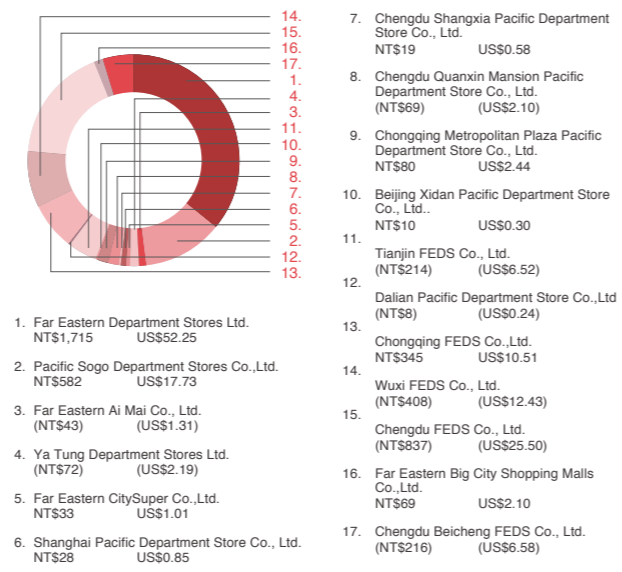 14.
15.
16.
17.
1.
4.
3.
11.
10.
9.
8.
7.
6.
5.
2.
12.
13.
1. Far Eastern Department Stores Ltd.
NT$1,715 US$52.25
2. Pacific Sogo Department Stores Co.,Ltd.
NT$582 US$17.73
3. Far Eastern Ai Mai Co., Ltd.
(NT$43) (US$1.31)
4. Ya Tung Department Stores Ltd.
(NT$72) (US$2.19)
5. Far Eastern CitySuper Co.,Ltd.
NT$33 US$1.01
6. Shanghai Pacific Department Store Co., Ltd.
NT$28 US$0.85
7. Chengdu Shangxia Pacific Department
Store Co., Ltd.
NT$19 US$0.58
8. Chengdu Quanxin Mansion Pacific
Department Store Co., Ltd.
(NT$69) (US$2.10)
9. Chongqing Metropolitan Plaza Pacific
Department Store Co., Ltd.
NT$80 US$2.44
10. Beijing Xidan Pacific Department Store
Co., Ltd..
NT$10 US$0.30
11.
Tianjin FEDS Co., Ltd.
(NT$214) (US$6.52)
12.
Dalian Pacific Department Store Co.,Ltd
(NT$8) (US$0.24)
13.
Chongqing FEDS Co.,Ltd.
NT$345 US$10.51
14.
Wuxi FEDS Co., Ltd.
(NT$408) (US$12.43)
15.
Chengdu FEDS Co., Ltd.
(NT$837) (US$25.50)
16. Far Eastern Big City Shopping Malls
Co.,Ltd.
NT$69 US$2.10
17. Chengdu Beicheng FEDS Co., Ltd.
(NT$216) (US$6.58)